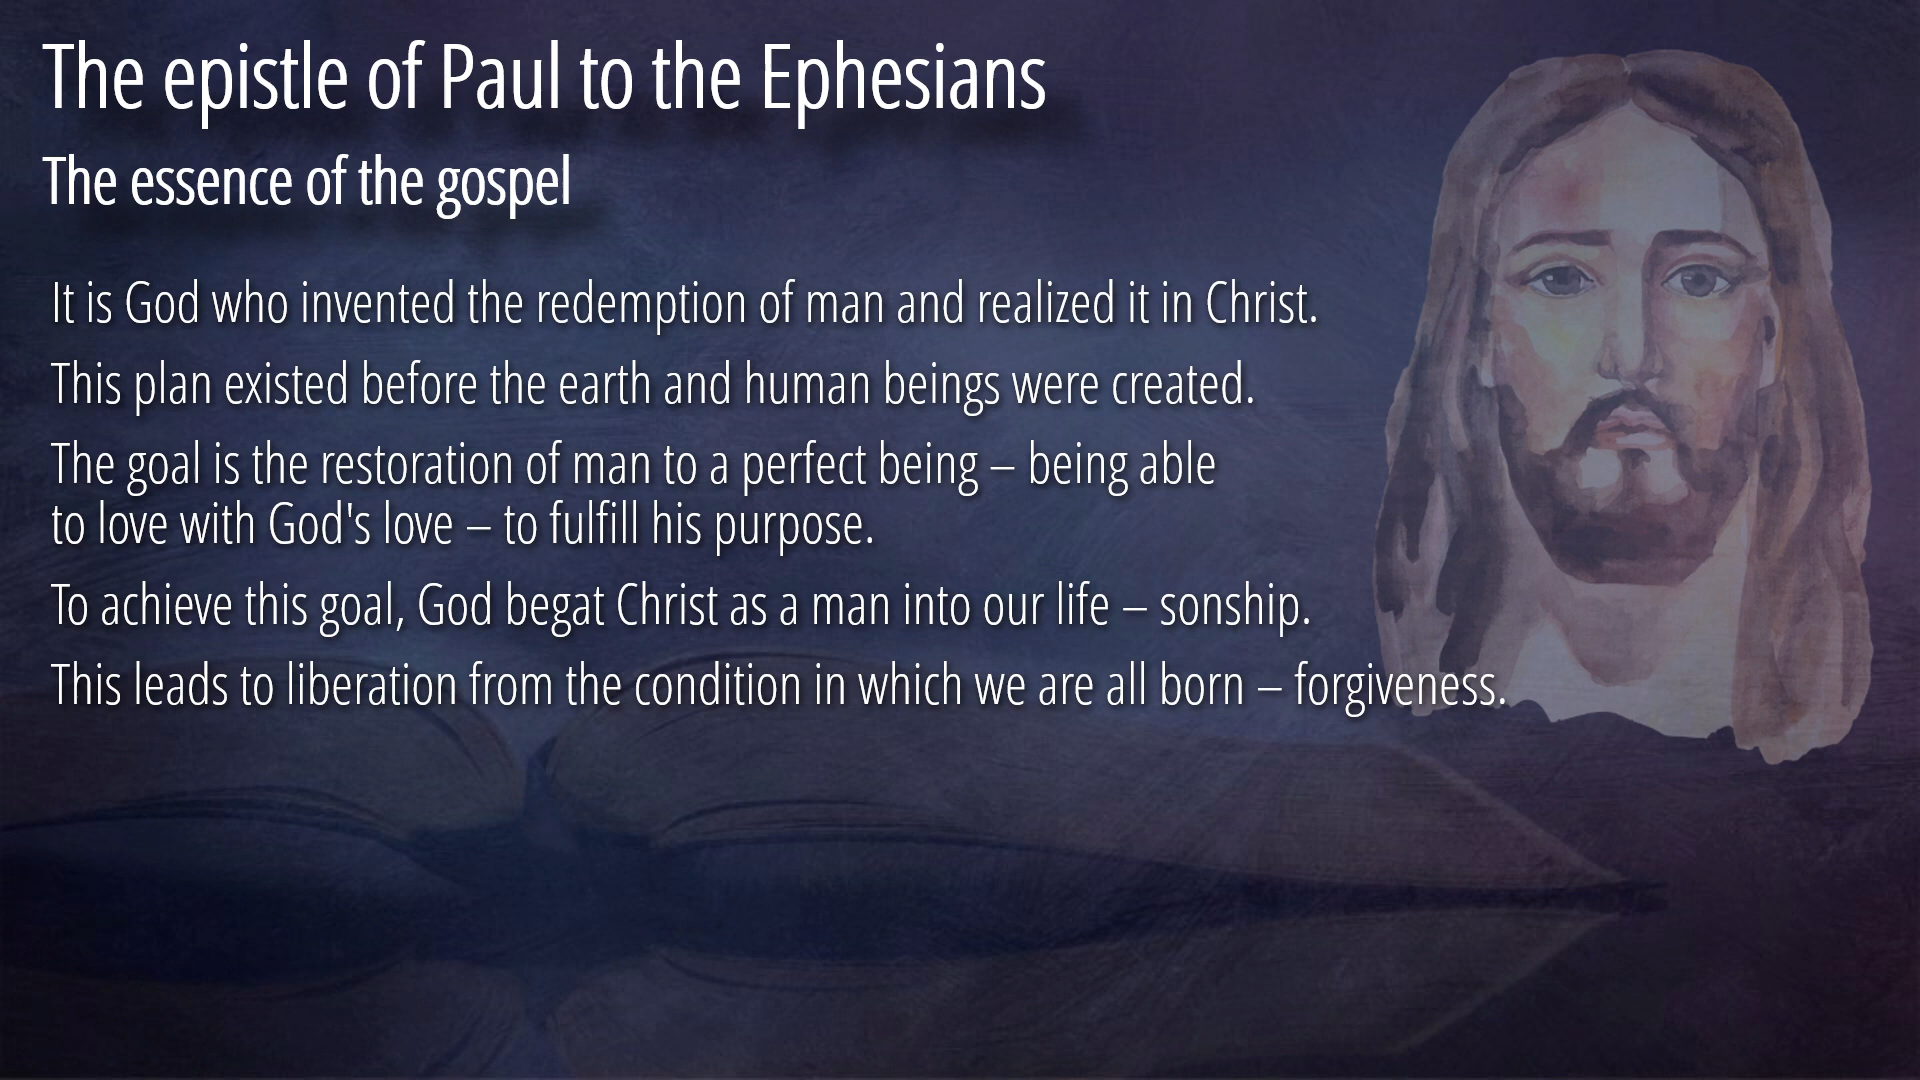 The epistle of Paul to the Ephesians
The essence of the gospel
It is God who invented the redemption of man and realized it in Christ.
This plan existed before the earth and human beings were created.
The goal is the restoration of man to a perfect being – being able
to love with God's love – to fulfill his purpose.
To achieve this goal, God begat Christ as a man into our life – sonship.
This leads to liberation from the condition in which we are all born – forgiveness.